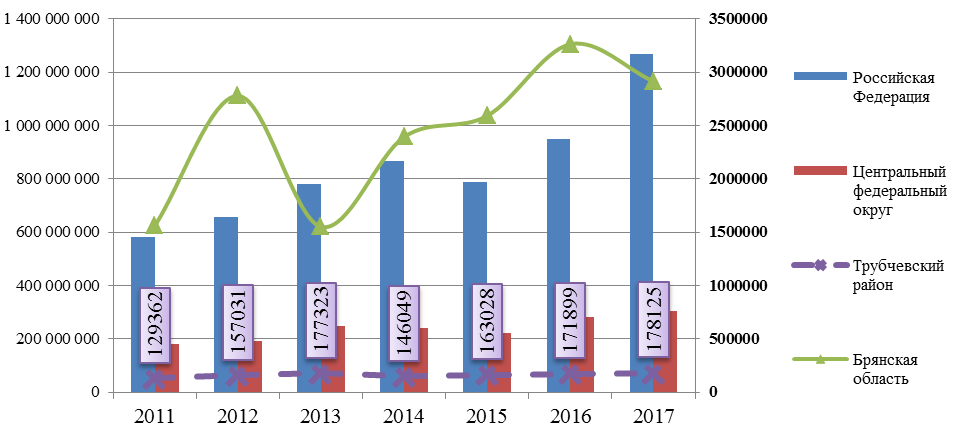 1 400 000 000
1 200 000 000
1 000 000 000
800 000 000
600 000 000
400 000 000
200 000 000
0
3500000
3000000
2500000
2000000
1500000
1000000
500000
0
129362
157031
177323
146049
163028
171899
178125
2011 2012 2013 2014 2015 2016 2017
Российская
Федерация
Центральный
федеральный
округ
Трубчевский
район
Брянская
область